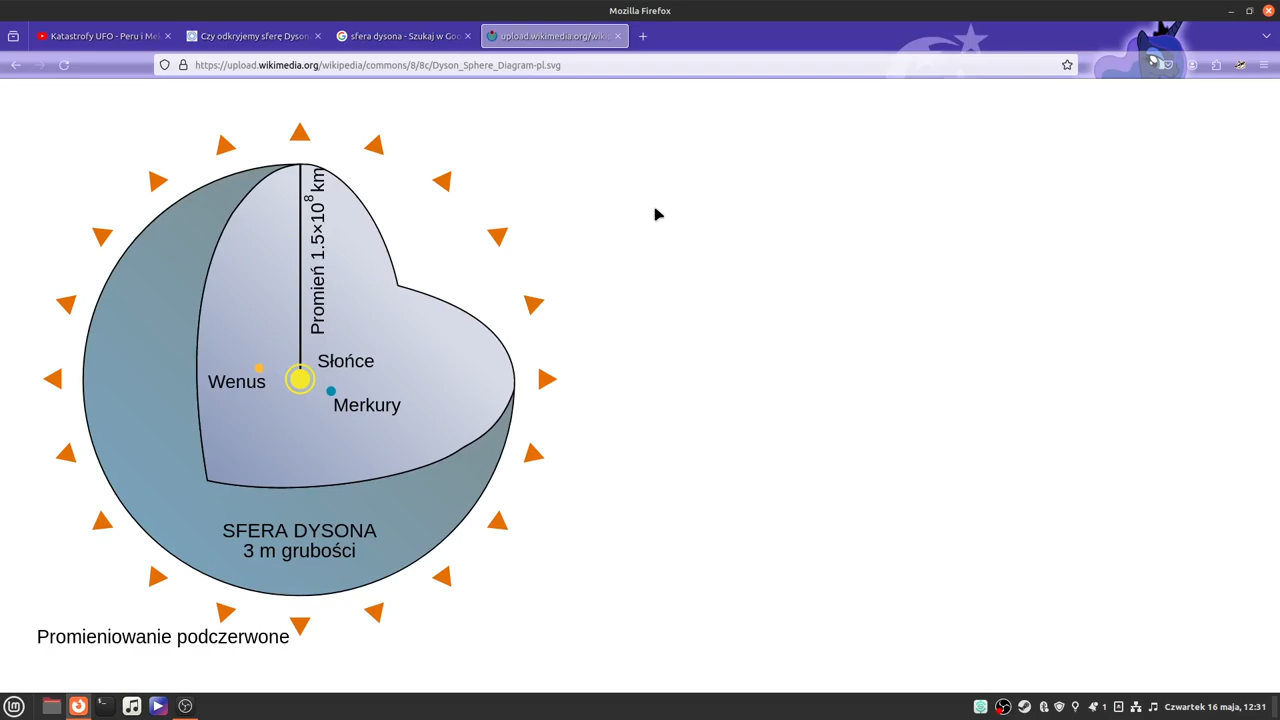 Mozilla Firefox
Katastrofy UFO - Peru i Me
Czy odkryjemy sferę Dyson
sfera dysona - Szukaj w Goo
upload.wikimedia.org/wiki
https://upload.wikimedia.org/wikipedia/commons/8/8c/Dyson_Sphere_Diagram-pl.svg
Promień 1.5×10⁸ km
Słońce
Wenus
Merkury
SFERA DYSONA
3 m grubości
Promieniowanie podczerwone
1
Czwartek 16 maja, 12:31